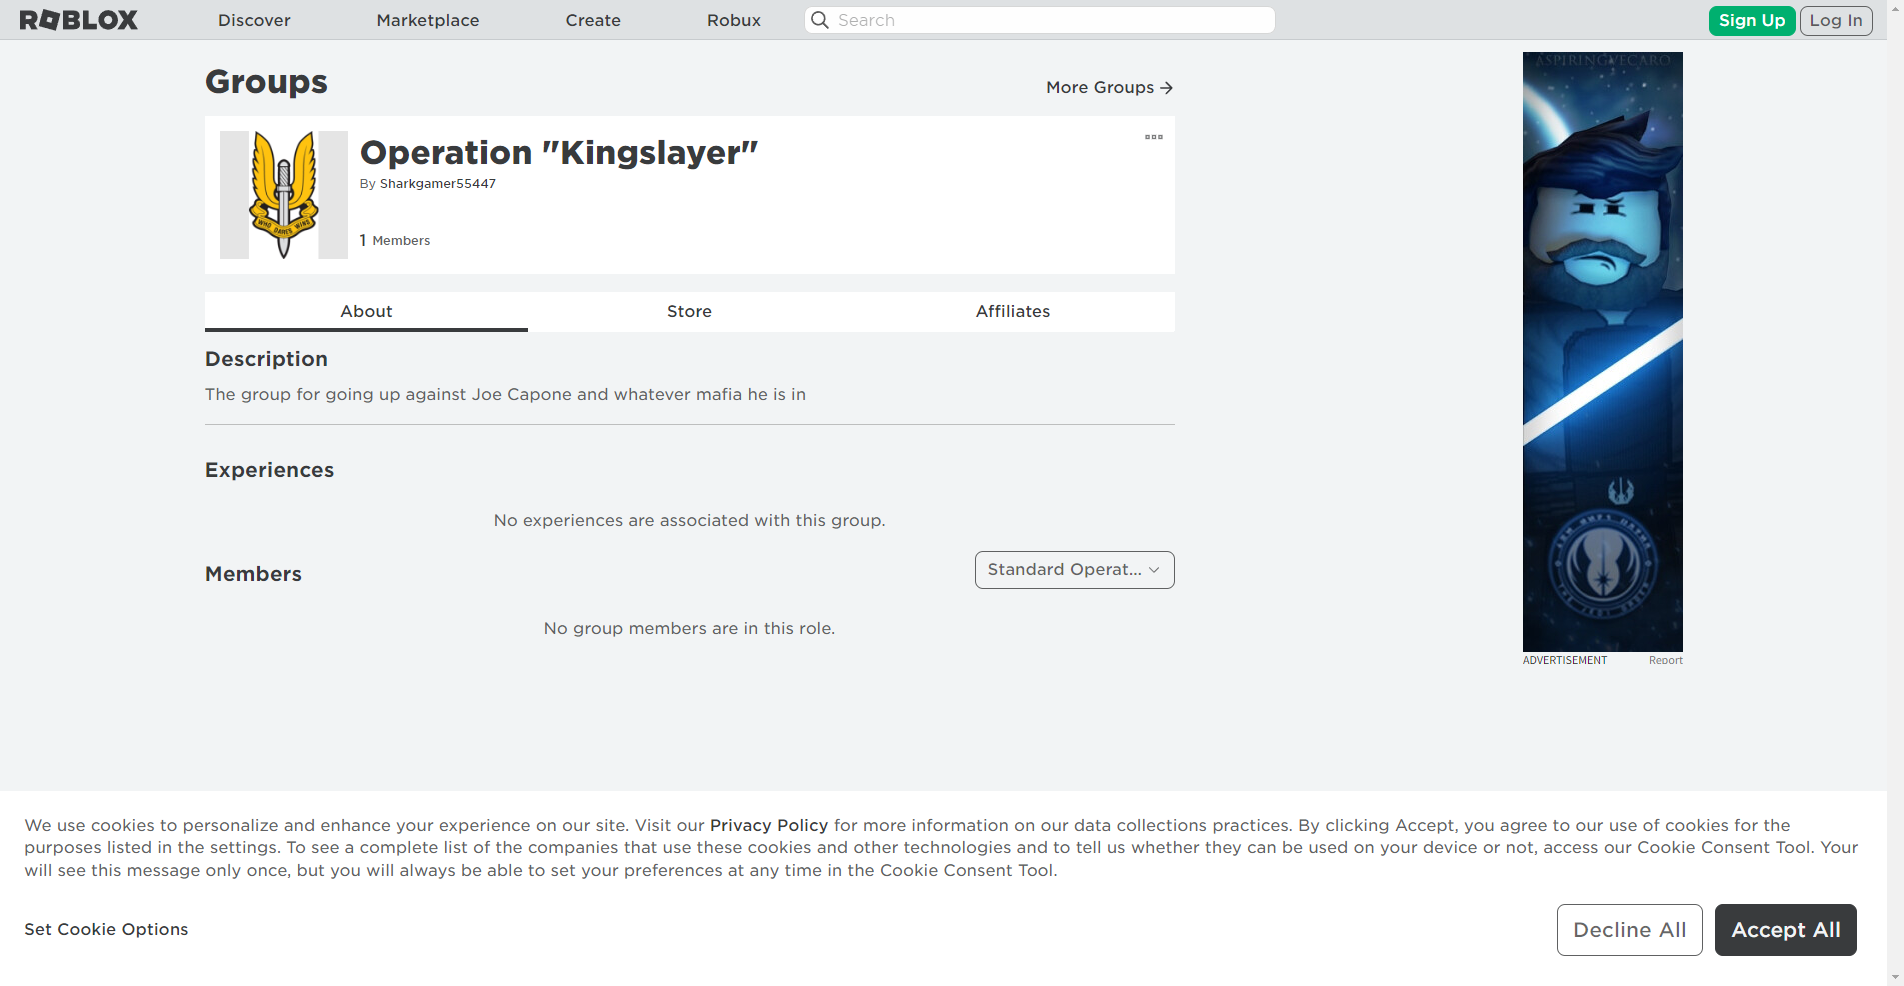 ROBLOX
Discover
Marketplace
Create
Robux
Search
Sign Up
Log In
Groups
More Groups →
Operation "Kingslayer"
By Sharkgamer55447
1 Members
WHO DARES WINS
About
Store
Affiliates
Description
The group for going up against Joe Capone and whatever mafia he is in
Experiences
No experiences are associated with this group.
Members
Standard Operat...
No group members are in this role.
ASPIRINGVECARO
THE JEDI ORDER
ADVERTISEMENT
Report
We use cookies to personalize and enhance your experience on our site. Visit our Privacy Policy for more information on our data collections practices. By clicking Accept, you agree to our use of cookies for the
purposes listed in the settings. To see a complete list of the companies that use these cookies and other technologies and to tell us whether they can be used on your device or not, access our Cookie Consent Tool. Your
will see this message only once, but you will always be able to set your preferences at any time in the Cookie Consent Tool.
Set Cookie Options
Decline All
Accept All